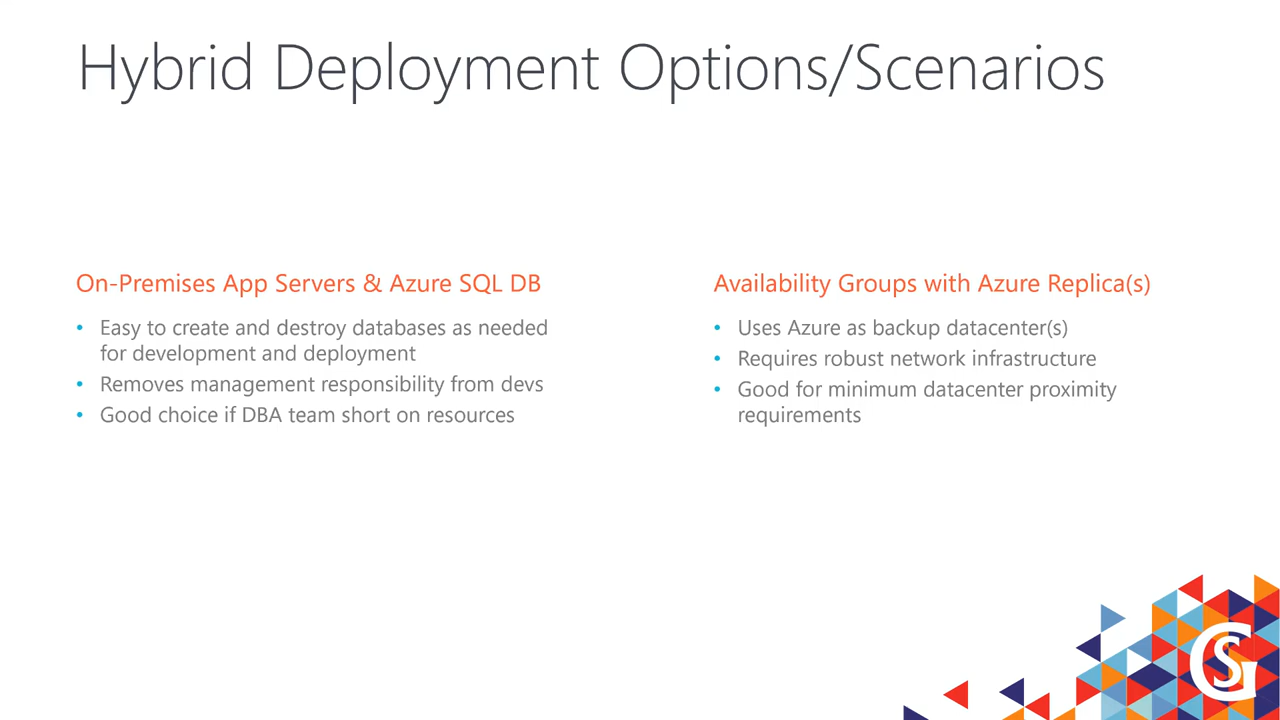 Hybrid Deployment Options/Scenarios
On-Premises App Servers & Azure SQL DB
• Easy to create and destroy databases as needed
for development and deployment
• Removes management responsibility from devs
• Good choice if DBA team short on resources
Availability Groups with Azure Replica(s)
• Uses Azure as backup datacenter(s)
• Requires robust network infrastructure
• Good for minimum datacenter proximity
requirements
GS